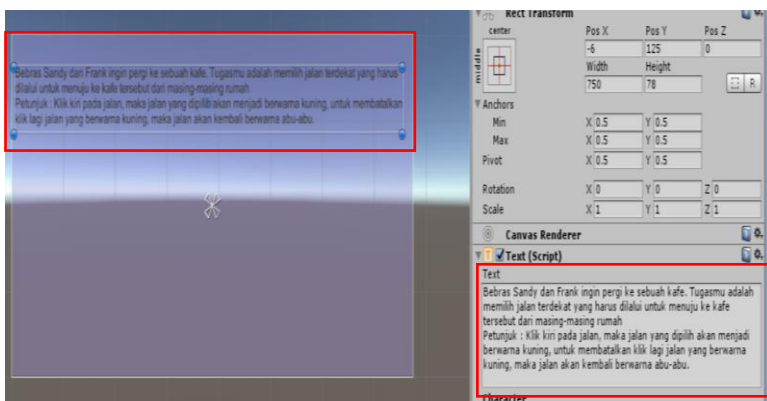 Bebras Sandy dan Frank ingin pergi ke sebuah kafe. Tugasmu adalah memilih jalan terdekat yang harus
dilalui untuk menuju ke kafe tersebut dari masing-masing rumah
Petunjuk : Klik kiri pada jalan, maka jalan yang dipilih akan menjadi berwarna kuning, untuk membatalkan
klik lagi jalan yang berwarna kuning, maka jalan akan kembali berwarna abu-abu.
Rect Transform
center Pos X Pos Y Pos Z
middle -6 125 0
Width Height
750 78 R
Anchors
Min X 0.5 Y 0.5
Max X 0.5 Y 0.5
Pivot X 0.5 Y 0.5
Rotation X 0 Y 0 Z 0
Scale X 1 Y 1 Z 1
Canvas Renderer
T Text (Script)
Text
Bebras Sandy dan Frank ingin pergi ke sebuah kafe. Tugasmu adalah
memilih jalan terdekat yang harus dilalui untuk menuju ke kafe
tersebut dari masing-masing rumah
Petunjuk : Klik kiri pada jalan, maka jalan yang dipilih akan menjadi
berwarna kuning, untuk membatalkan klik lagi jalan yang berwarna
kuning, maka jalan akan kembali berwarna abu-abu.
Character